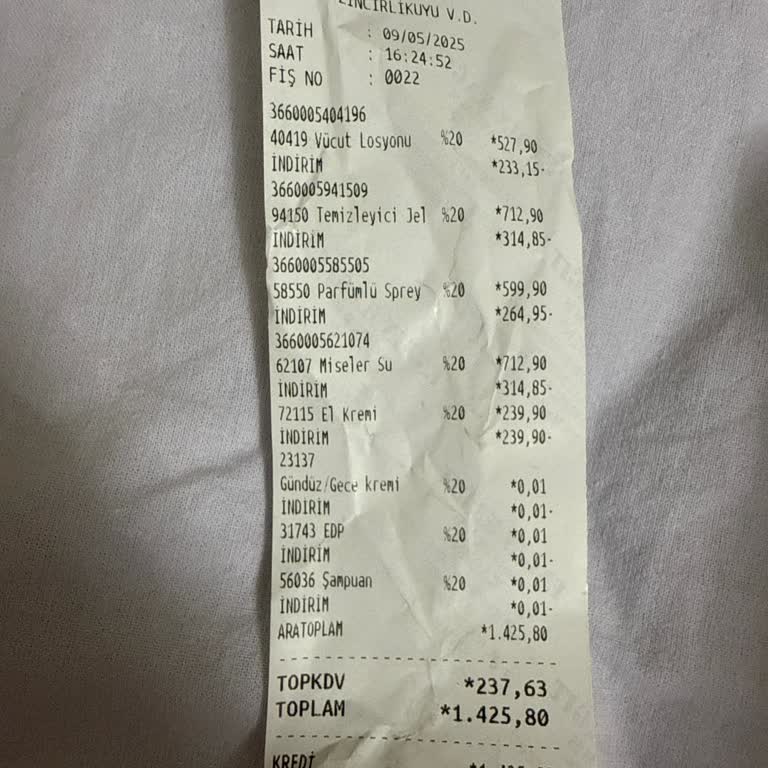 ZİNCİRLİKUYU V.D.
TARİH : 09/05/2025
SAAT : 16:24:52
FİŞ NO : 0022
3660005404196
40419 Vücut Losyonu %20 *527,90
İNDİRİM *233,15-
3660005941509
94150 Temizleyici Jel %20 *712,90
İNDİRİM *314,85-
3660005585505
58550 Parfümlü Sprey %20 *599,90
İNDİRİM *264,95-
3660005621074
62107 Miseler Su %20 *712,90
İNDİRİM *314,85-
72115 El Kremi %20 *239,90
İNDİRİM *239,90-
23137
Gündüz/Gece kremi %20 *0,01
İNDİRİM *0,01-
31743 EDP %20 *0,01
İNDİRİM *0,01-
56036 Şampuan %20 *0,01
İNDİRİM *0,01-
ARATOPLAM *1.425,80
TOPKDV *237,63
TOPLAM *1.425,80
KREDİ